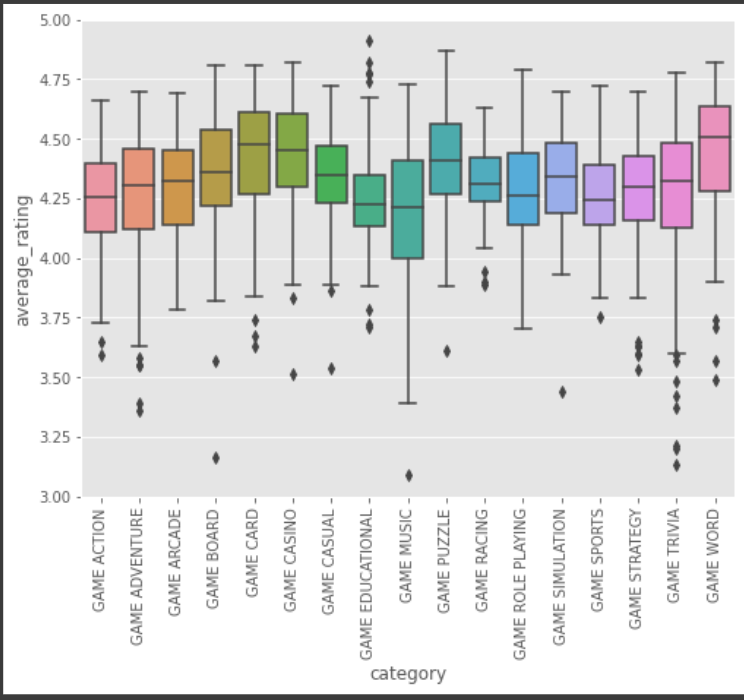 5.00
4.75
4.50
4.25
4.00
3.75
3.50
3.25
3.00
average_rating
GAME ACTION
GAME ADVENTURE
GAME ARCADE
GAME BOARD
GAME CARD
GAME CASINO
GAME CASUAL
GAME EDUCATIONAL
GAME MUSIC
GAME PUZZLE
GAME RACING
GAME ROLE PLAYING
GAME SIMULATION
GAME SPORTS
GAME STRATEGY
GAME TRIVIA
GAME WORD
category